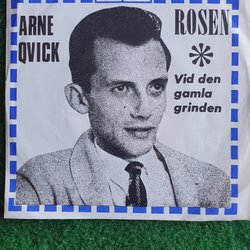 ARNE
QVICK
ROSEN
*
Vid den
gamla
grinden